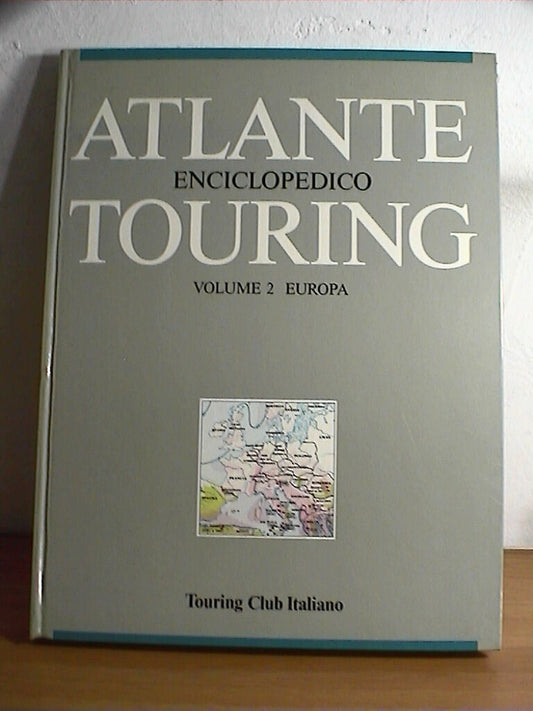 ATLANTE
ENCICLOPEDICO
TOURING
VOLUME 2 EUROPA
Touring Club Italiano